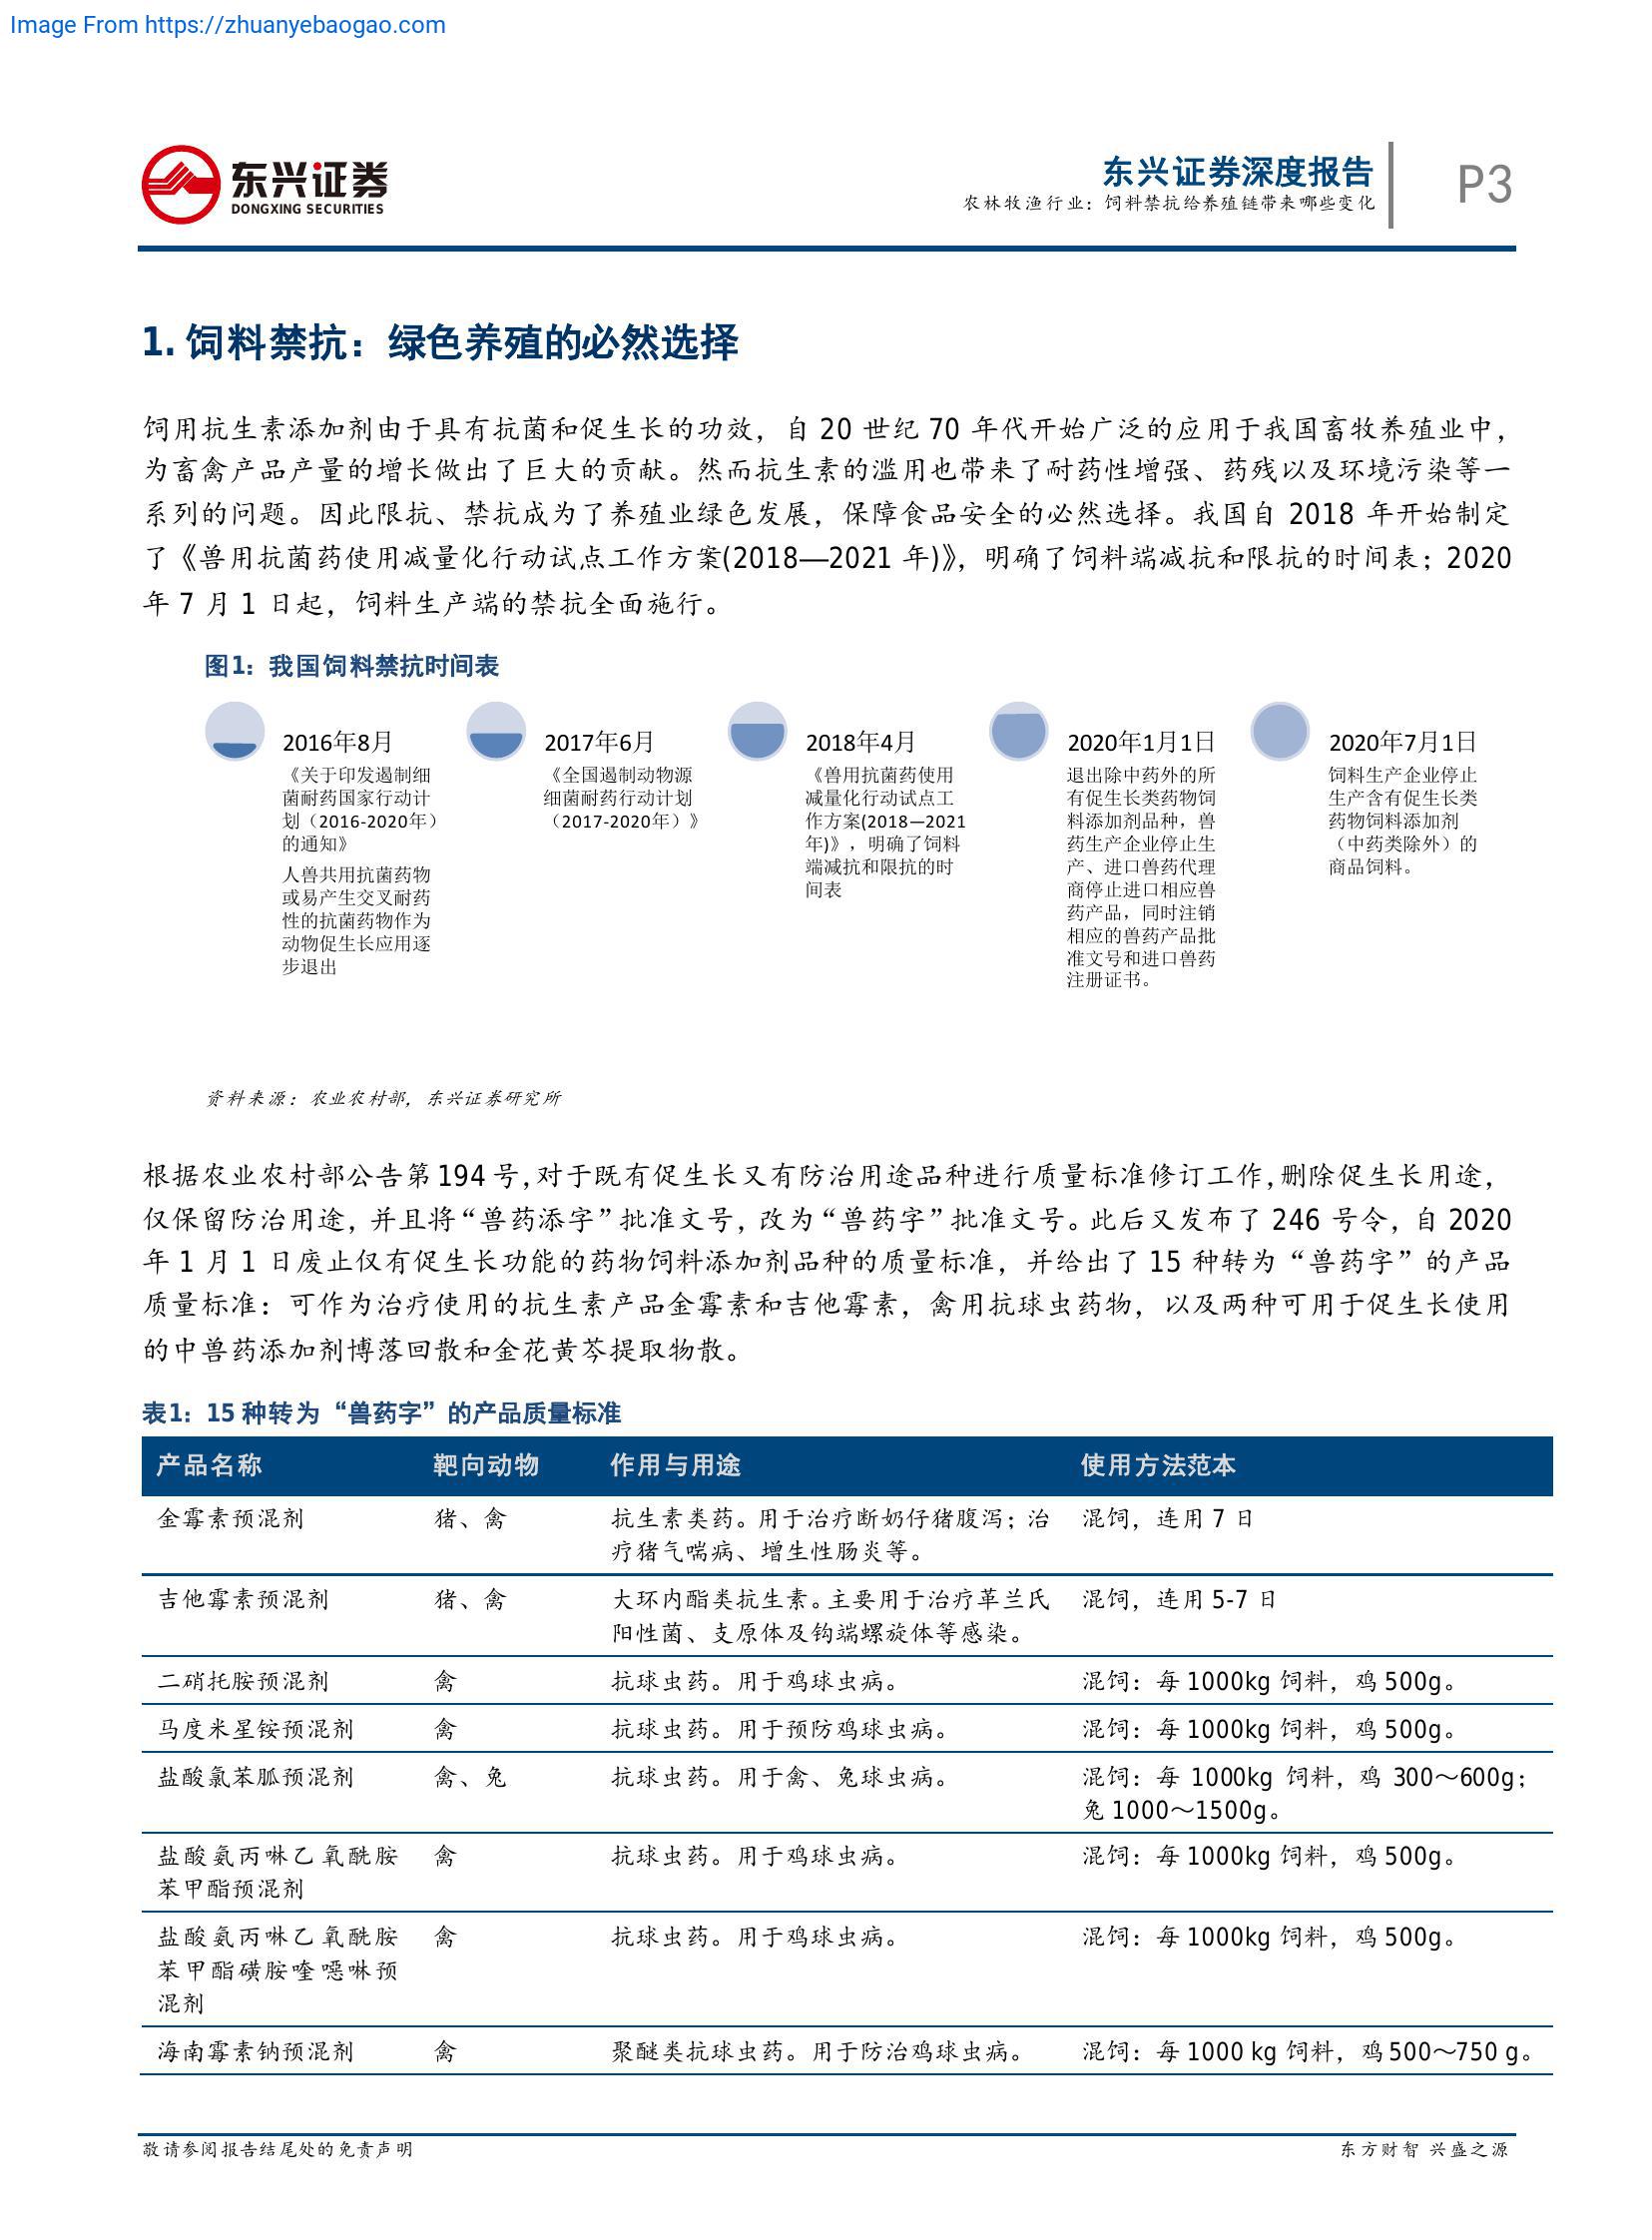 Image From https://zhuanyebaogao.com
东兴证券
DONGXING SECURITIES
东兴证券深度报告
农林牧渔行业：饲料禁抗给养殖链带来哪些变化
P3
1. 饲料禁抗：绿色养殖的必然选择
饲用抗生素添加剂由于具有抗菌和促生长的功效，自 20 世纪 70 年代开始广泛的应用于我国畜牧养殖业中，
为畜禽产品产量的增长做出了巨大的贡献。然而抗生素的滥用也带来了耐药性增强、药残以及环境污染等一
系列的问题。因此限抗、禁抗成为了养殖业绿色发展，保障食品安全的必然选择。我国自 2018 年开始制定
了《兽用抗菌药使用减量化行动试点工作方案(2018—2021 年)》，明确了饲料端减抗和限抗的时间表；2020
年 7 月 1 日起，饲料生产端的禁抗全面施行。
图1：我国饲料禁抗时间表
2016年8月
《关于印发遏制细
菌耐药国家行动计
划（2016-2020年）
的通知》
人兽共用抗菌药物
或易产生交叉耐药
性的抗菌药物作为
动物促生长应用逐
步退出
2017年6月
《全国遏制动物源
细菌耐药行动计划
（2017-2020年）》
2018年4月
《兽用抗菌药使用
减量化行动试点工
作方案(2018—2021
年)》，明确了饲料
端减抗和限抗的时
间表
2020年1月1日
退出除中药外的所
有促生长类药物饲
料添加剂品种，兽
药生产企业停止生
产、进口兽药代理
商停止进口相应兽
药产品，同时注销
相应的兽药产品批
准文号和进口兽药
注册证书。
2020年7月1日
饲料生产企业停止
生产含有促生长类
药物饲料添加剂
（中药类除外）的
商品饲料。
资料来源：农业农村部，东兴证券研究所
根据农业农村部公告第 194 号，对于既有促生长又有防治用途品种进行质量标准修订工作，删除促生长用途，
仅保留防治用途，并且将“兽药添字”批准文号，改为“兽药字”批准文号。此后又发布了 246 号令，自 2020
年 1 月 1 日废止仅有促生长功能的药物饲料添加剂品种的质量标准，并给出了 15 种转为“兽药字”的产品
质量标准：可作为治疗使用的抗生素产品金霉素和吉他霉素，禽用抗球虫药物，以及两种可用于促生长使用
的中兽药添加剂博落回散和金花黄芩提取物散。
表1：15 种转为“兽药字”的产品质量标准
产品名称 靶向动物 作用与用途 使用方法范本
金霉素预混剂 猪、禽 抗生素类药。用于治疗断奶仔猪腹泻；治 混饲，连用 7 日
疗猪气喘病、增生性肠炎等。
吉他霉素预混剂 猪、禽 大环内酯类抗生素。主要用于治疗革兰氏 混饲，连用 5-7 日
阳性菌、支原体及钩端螺旋体等感染。
二硝托胺预混剂 禽 抗球虫药。用于鸡球虫病。 混饲：每 1000kg 饲料，鸡 500g。
马度米星铵预混剂 禽 抗球虫药。用于预防鸡球虫病。 混饲：每 1000kg 饲料，鸡 500g。
盐酸氯苯胍预混剂 禽、兔 抗球虫药。用于禽、兔球虫病。 混饲：每 1000kg 饲料，鸡 300～600g；
兔 1000～1500g。
盐酸氨丙啉乙氧酰胺 禽 抗球虫药。用于鸡球虫病。 混饲：每 1000kg 饲料，鸡 500g。
苯甲酯预混剂
盐酸氨丙啉乙氧酰胺 禽 抗球虫药。用于鸡球虫病。 混饲：每 1000kg 饲料，鸡 500g。
苯甲酯磺胺喹噁啉预
混剂
海南霉素钠预混剂 禽 聚醚类抗球虫药。用于防治鸡球虫病。 混饲：每 1000 kg 饲料，鸡 500～750 g。
敬请参阅报告结尾处的免责声明
东方财智 兴盛之源